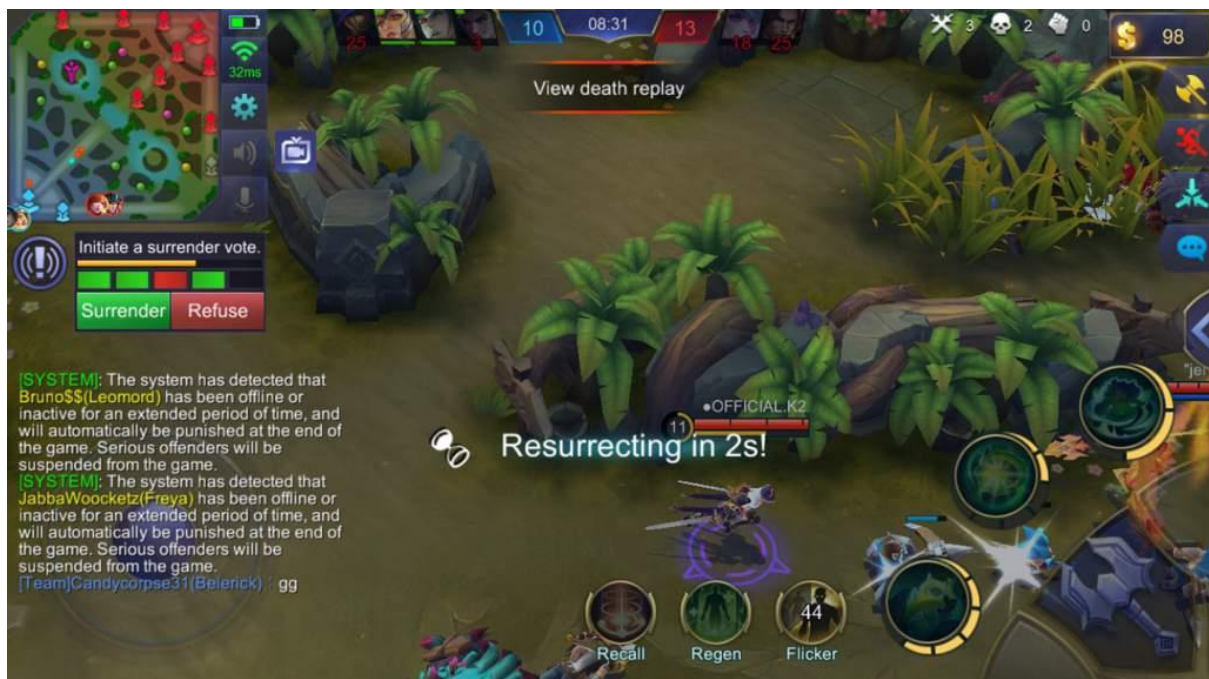 25
3
10
08:31
13
18
25
3
2
0
98
32ms
View death replay
Initiate a surrender vote.
Surrender
Refuse
[SYSTEM]: The system has detected that
Bruno$$(Leomord) has been offline or
inactive for an extended period of time, and
will automatically be punished at the end of
the game. Serious offenders will be
suspended from the game.
[SYSTEM]: The system has detected that
JabbaWoocketz(Freya) has been offline or
inactive for an extended period of time, and
will automatically be punished at the end of
the game. Serious offenders will be
suspended from the game.
[Team]Candycorpse31(Belerick) : gg
●OFFICIAL.K2
11
Resurrecting in 2s!
44
Recall
Regen
Flicker